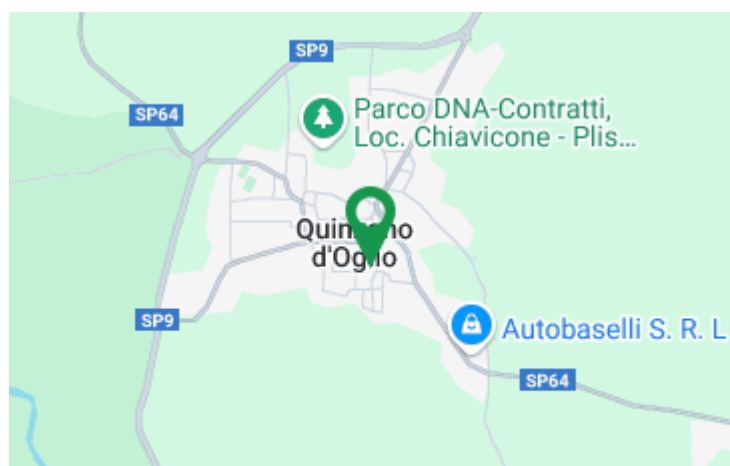 SP9
SP64
Parco DNA-Contratti,
Loc. Chiavicone - Plis...
d'Oglio
SP9
Autobaselli S. R. L
SP64